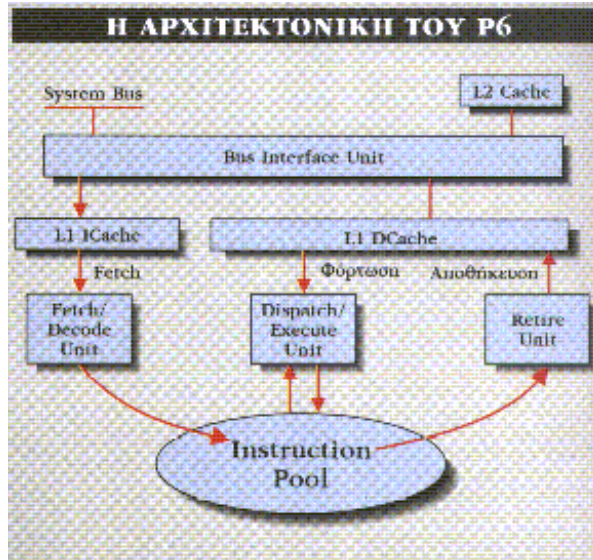 Η ΑΡΧΙΤΕΚΤΟΝΙΚΗ ΤΟΥ P6
System Bus
L2 Cache
Bus Interface Unit
L1 ICache
L1 DCache
Fetch
Φόρτωση
Αποθήκευση
Fetch/
Decode
Unit
Dispatch/
Execute
Unit
Retire
Unit
Instruction
Pool